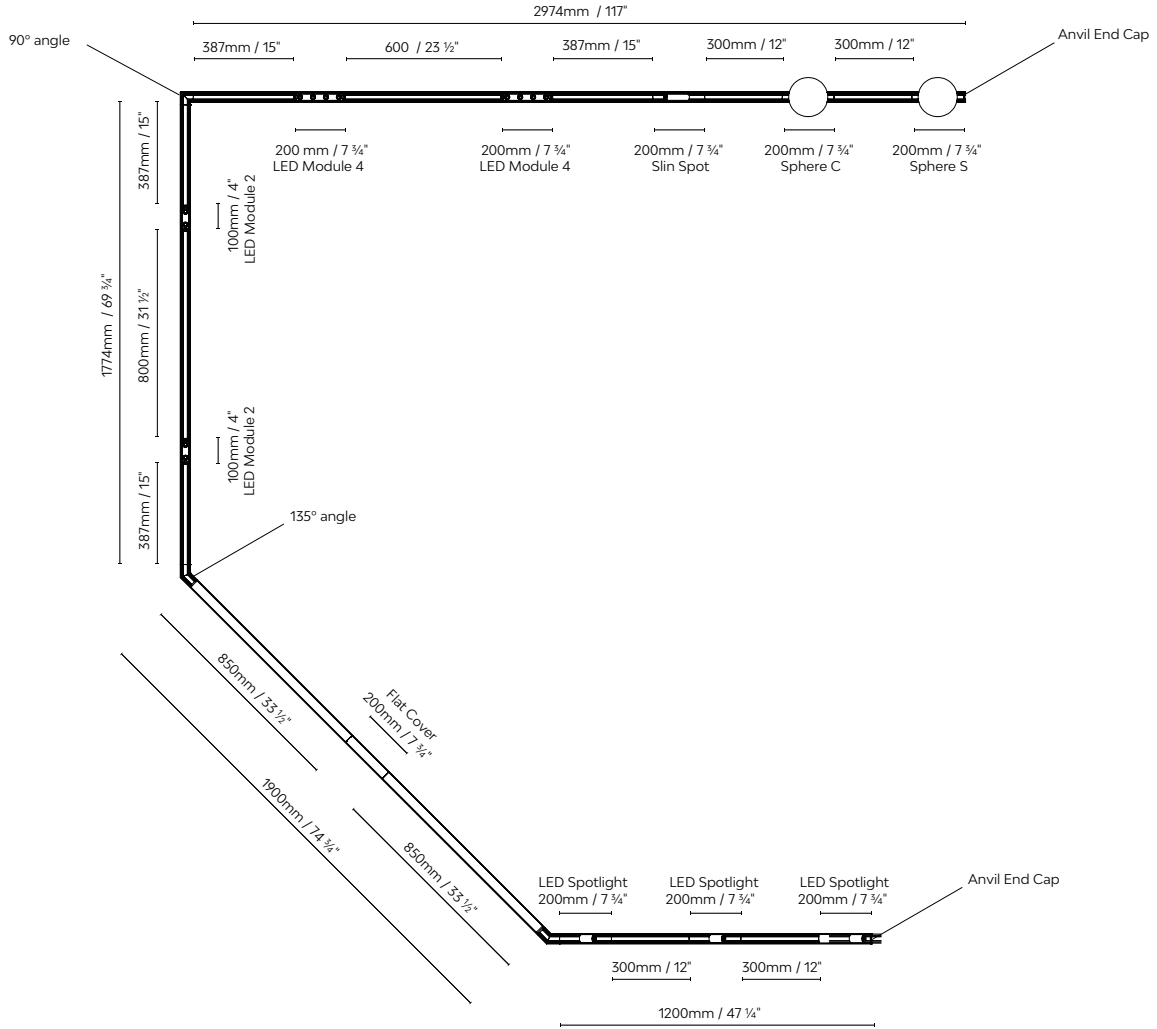 2974mm / 117"
90º angle
Anvil End Cap
387mm / 15"
600 / 23 ½"
387mm / 15"
300mm / 12"
300mm / 12"
200 mm / 7 ¾"
LED Module 4
200mm / 7 ¾"
LED Module 4
200mm / 7 ¾"
Slin Spot
200mm / 7 ¾"
Sphere C
200mm / 7 ¾"
Sphere S
387mm / 15"
100mm / 4"
LED Module 2
1774mm / 69 ¾"
800mm / 31 ½"
100mm / 4"
LED Module 2
387mm / 15"
135º angle
850mm / 33 ½"
Flat Cover
200mm / 7 ¾"
1900mm / 74 ¾"
850mm / 33 ½"
LED Spotlight
200mm / 7 ¾"
LED Spotlight
200mm / 7 ¾"
LED Spotlight
200mm / 7 ¾"
Anvil End Cap
300mm / 12"
300mm / 12"
1200mm / 47 ¼"